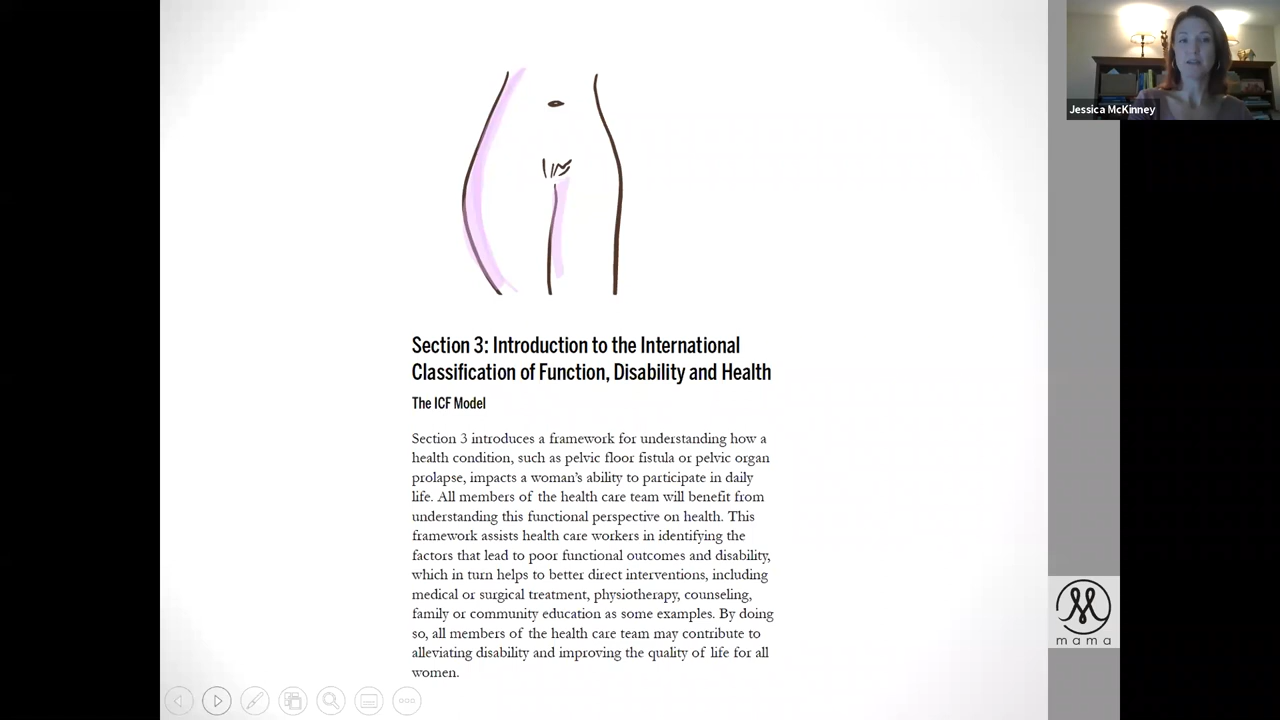 Jessica McKinney
Section 3: Introduction to the International
Classification of Function, Disability and Health
The ICF Model
Section 3 introduces a framework for understanding how a
health condition, such as pelvic floor fistula or pelvic organ
prolapse, impacts a woman's ability to participate in daily
life. All members of the health care team will benefit from
understanding this functional perspective on health. This
framework assists health care workers in identifying the
factors that lead to poor functional outcomes and disability,
which in turn helps to better direct interventions, including
medical or surgical treatment, physiotherapy, counseling,
family or community education as some examples. By doing
so, all members of the health care team may contribute to
alleviating disability and improving the quality of life for all
women.
mama